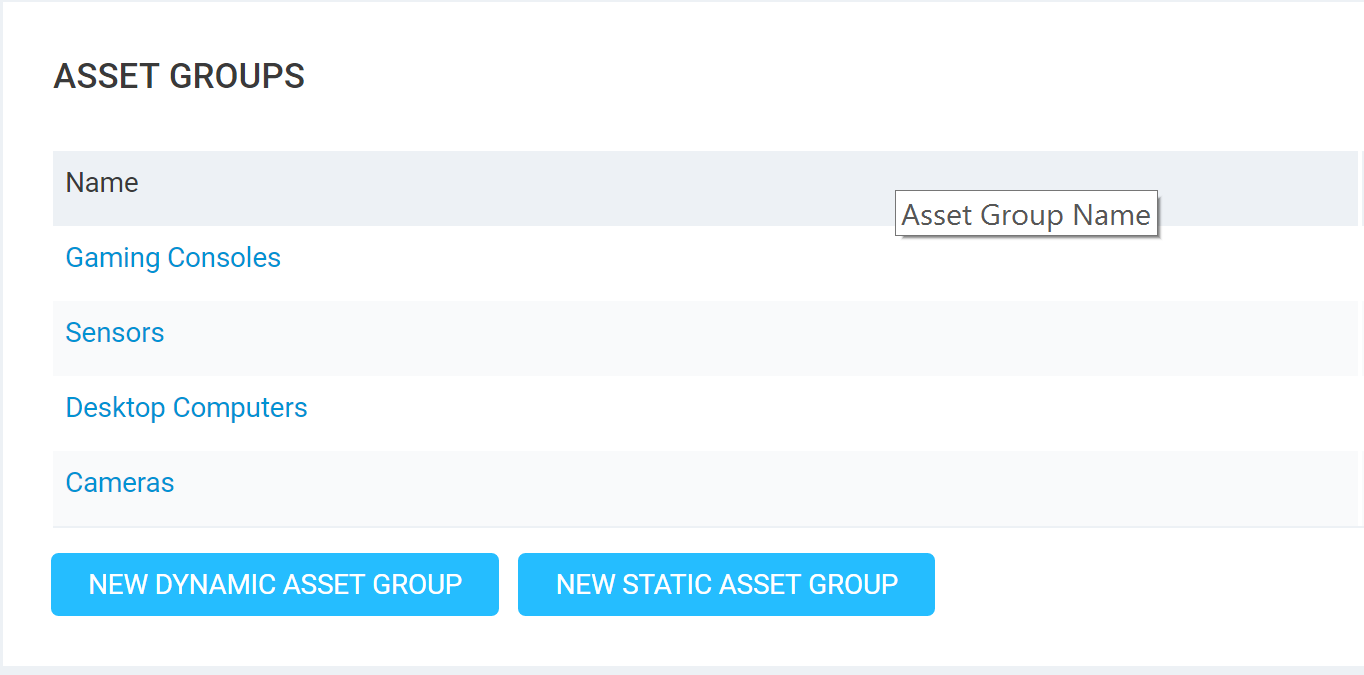 ASSET GROUPS
Name
Asset Group Name
Gaming Consoles
Sensors
Desktop Computers
Cameras
NEW DYNAMIC ASSET GROUP
NEW STATIC ASSET GROUP